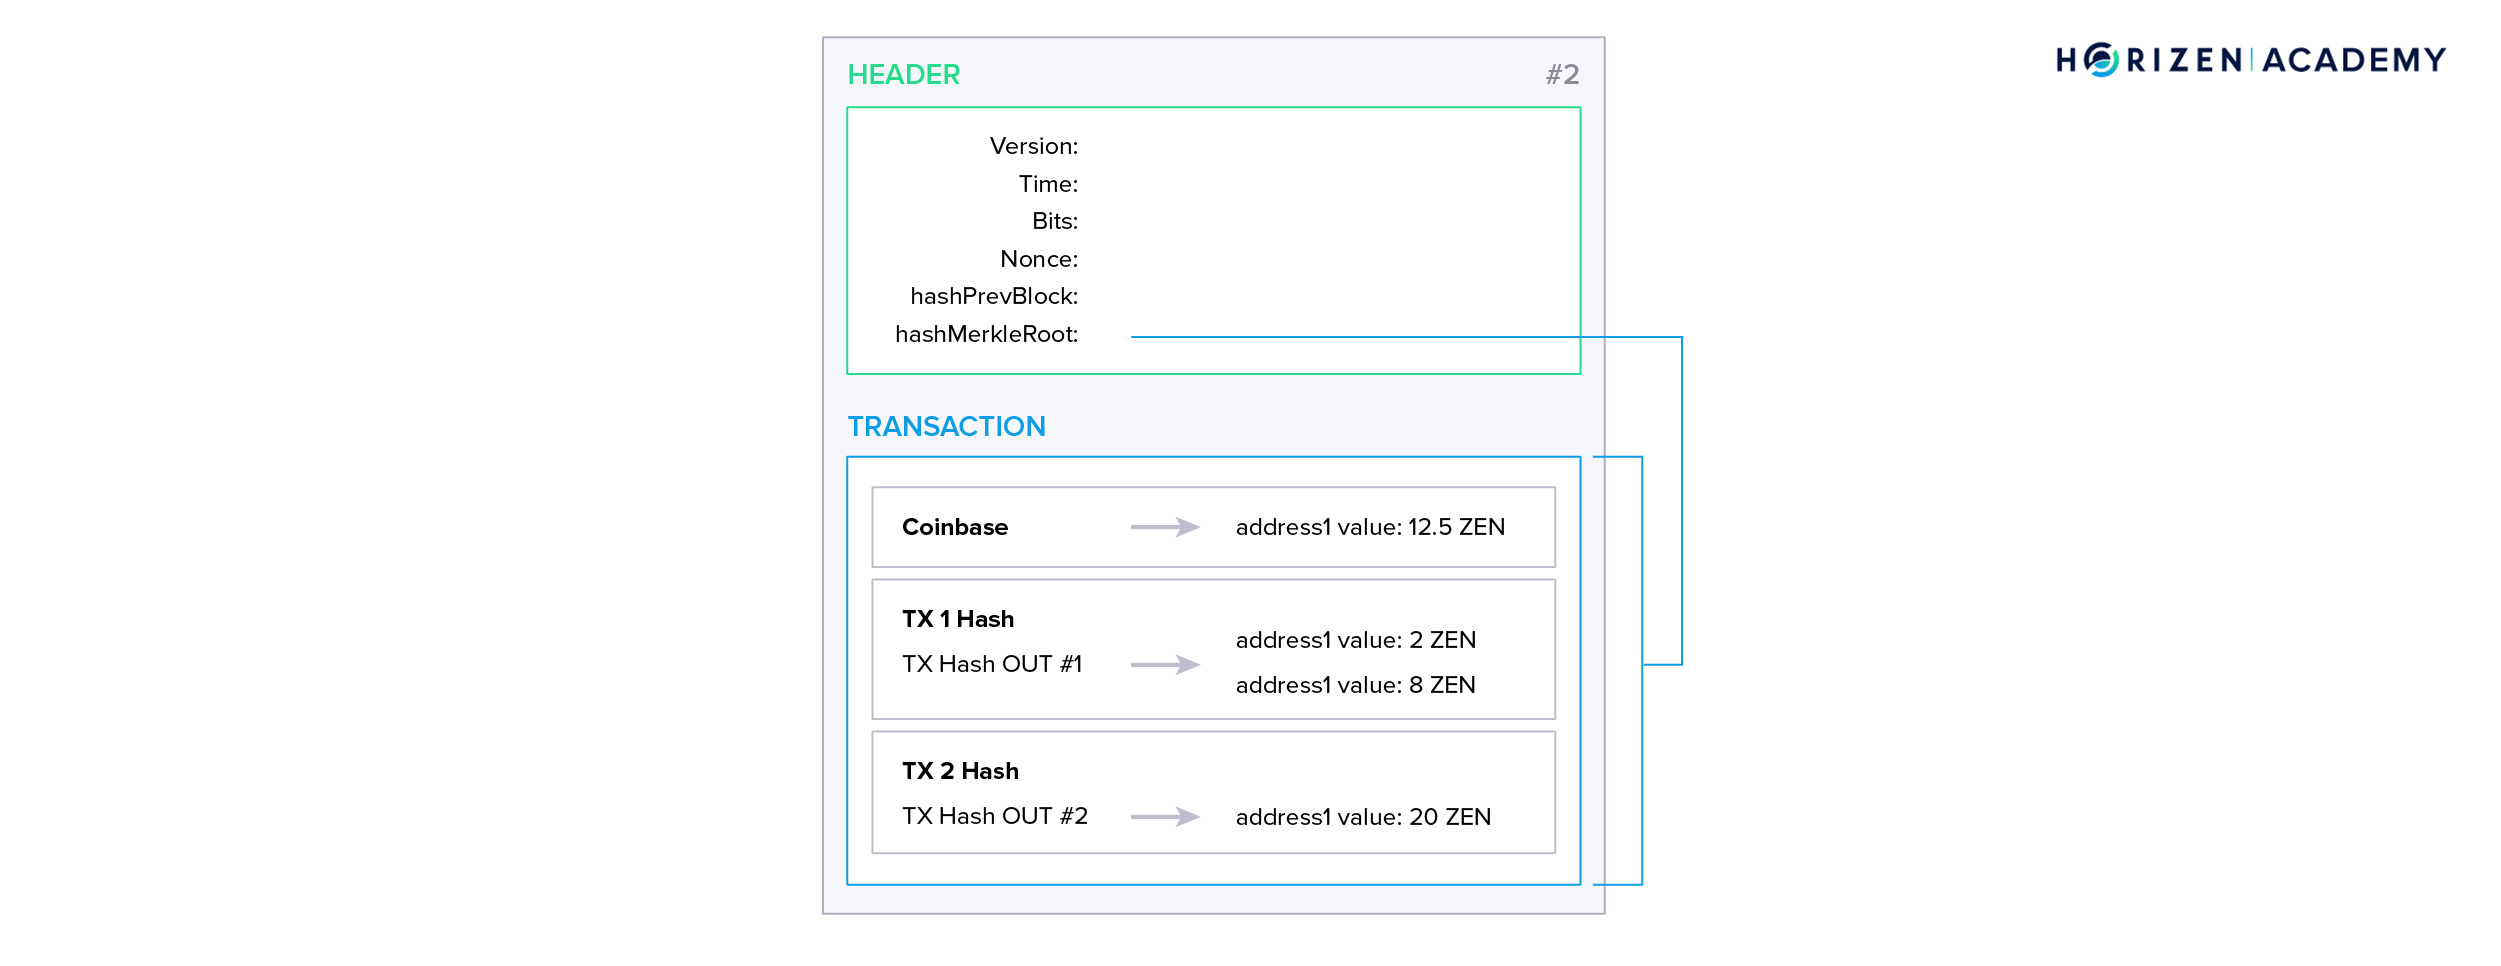 HORIZEN | ACADEMY
HEADER #2
Version:
Time:
Bits:
Nonce:
hashPrevBlock:
hashMerkleRoot:
TRANSACTION
Coinbase address1 value: 12.5 ZEN
TX 1 Hash
address1 value: 2 ZEN
TX Hash OUT #1
address1 value: 8 ZEN
TX 2 Hash
TX Hash OUT #2 address1 value: 20 ZEN